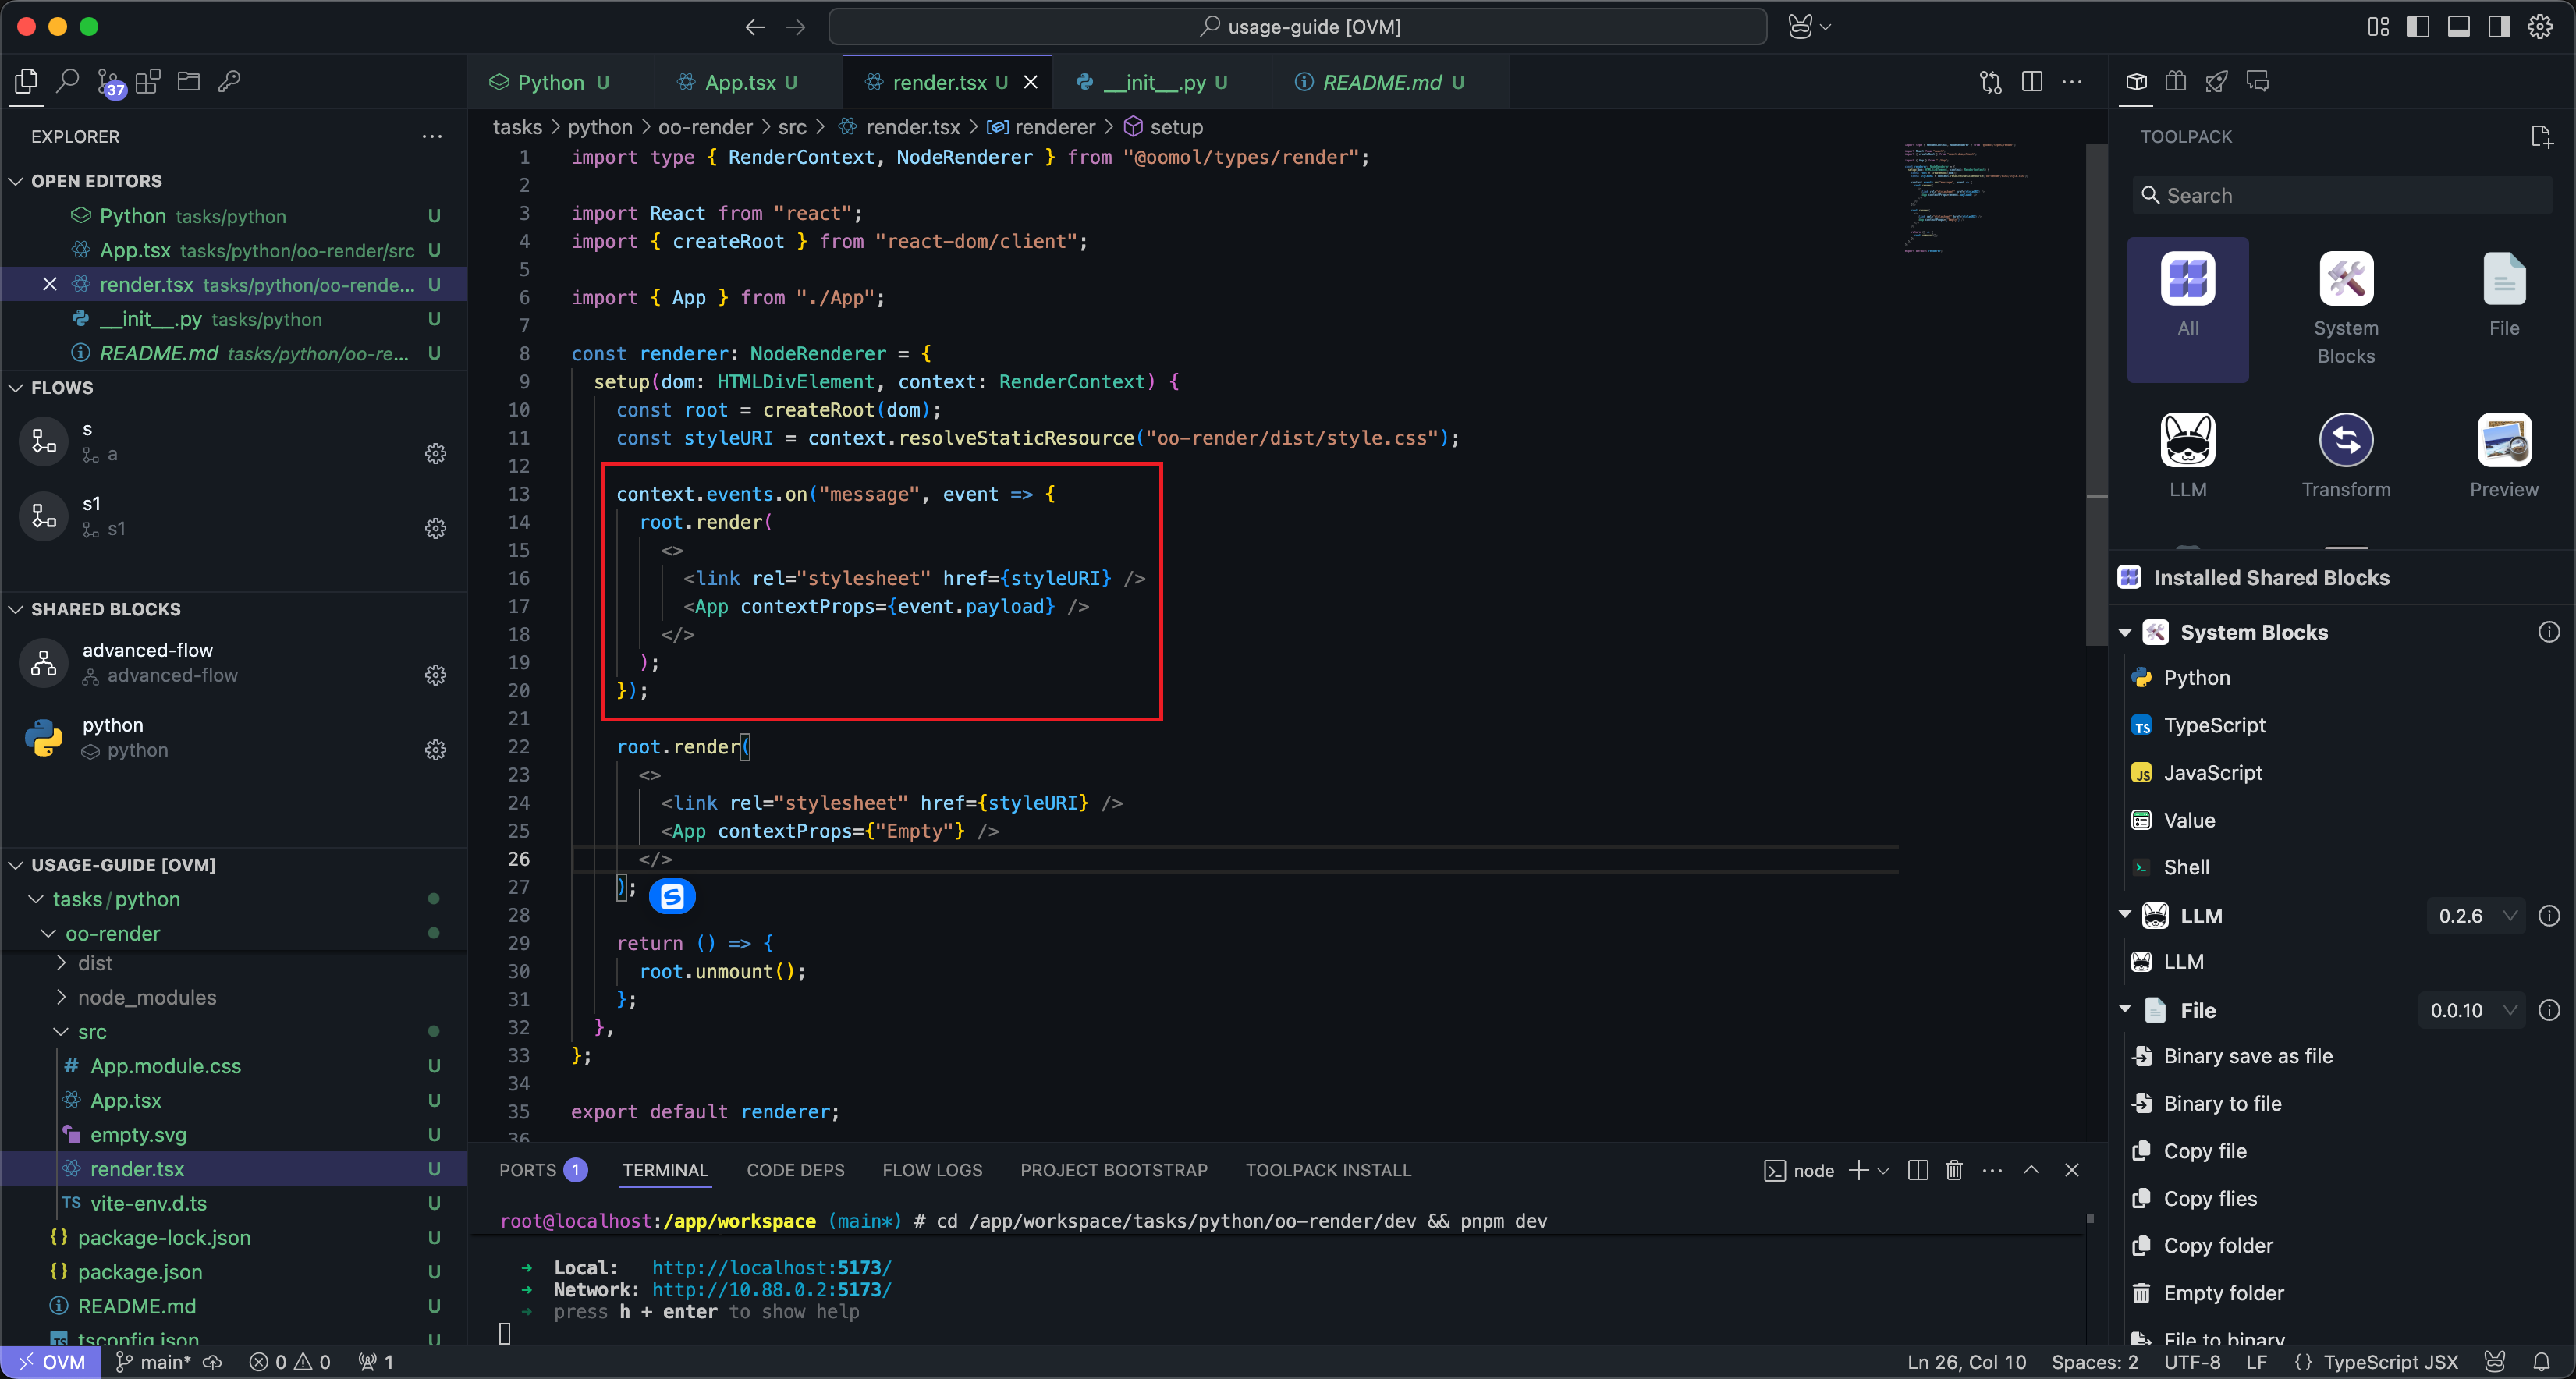 usage-guide [OVM]
37
Python U
App.tsx U
render.tsx U
__init__.py U
README.md U
EXPLORER
OPEN EDITORS
Python tasks/python U
App.tsx tasks/python/oo-render/src U
render.tsx tasks/python/oo-rende... U
__init__.py tasks/python U
README.md tasks/python/oo-re... U
FLOWS
s
a
s1
s1
SHARED BLOCKS
advanced-flow
advanced-flow
python
python
USAGE-GUIDE [OVM]
tasks/python
oo-render
dist
node_modules
src
App.module.css U
App.tsx U
empty.svg U
render.tsx U
TS vite-env.d.ts U
package-lock.json U
package.json U
README.md U
tsconfig.json U
tasks > python > oo-render > src > render.tsx > renderer > setup
1 import type { RenderContext, NodeRenderer } from "@oomol/types/render";
2
3 import React from "react";
4 import { createRoot } from "react-dom/client";
5
6 import { App } from "./App";
7
8 const renderer: NodeRenderer = {
9 setup(dom: HTMLDivElement, context: RenderContext) {
10 const root = createRoot(dom);
11 const styleURI = context.resolveStaticResource("oo-render/dist/style.css");
12
13 context.events.on("message", event => {
14 root.render(
15 <>
16 <link rel="stylesheet" href={styleURI} />
17 <App contextProps={event.payload} />
18 </>
19 );
20 });
21
22 root.render(
23 <>
24 <link rel="stylesheet" href={styleURI} />
25 <App contextProps={"Empty"} />
26 </>
27 );
28
29 return () => {
30 root.unmount();
31 };
32 },
33 };
34
35 export default renderer;
36
PORTS 1 TERMINAL CODE DEPS FLOW LOGS PROJECT BOOTSTRAP TOOLPACK INSTALL node
root@localhost:/app/workspace (main*) # cd /app/workspace/tasks/python/oo-render/dev && pnpm dev
➜ Local: http://localhost:5173/
➜ Network: http://10.88.0.2:5173/
➜ press h + enter to show help
TOOLPACK
Search
All
System Blocks
File
LLM
Transform
Preview
Installed Shared Blocks
System Blocks
Python
TS TypeScript
JS JavaScript
Value
Shell
LLM 0.2.6
LLM
File 0.0.10
Binary save as file
Binary to file
Copy file
Copy flies
Copy folder
Empty folder
File to binary
OVM main* 0 0 1
Ln 26, Col 10 Spaces: 2 UTF-8 LF {} TypeScript JSX